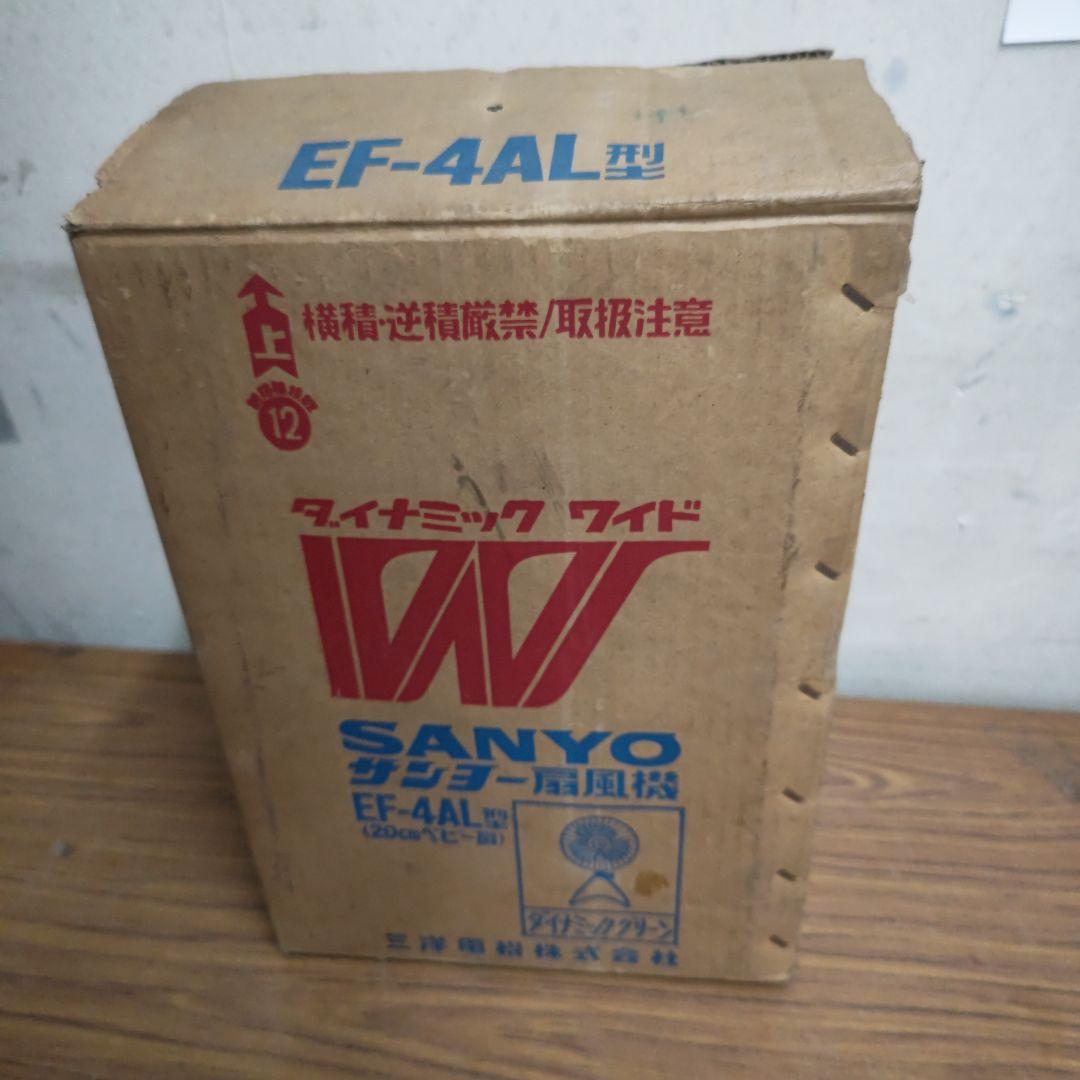 EF-4AL型
上
横積・逆積厳禁/取扱注意
12
ダイナミック ワイド
W
SANYO
サンヨー扇風機
EF-4AL型
(20cmベビー扇)
ダイナミックグリーン
三洋電機株式会社